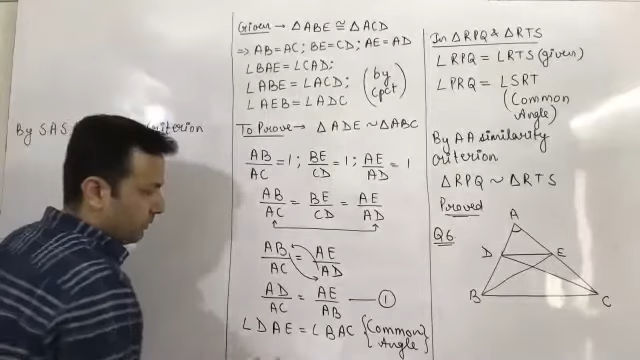 By SAS
criterion
Given → △ABE ≅ △ACD
⇒ AB=AC; BE=CD; AE=AD
∠BAE=∠CAD;
∠ABE=∠ACD;
∠AEB=∠ADC
(by cpct)
To Prove → △ADE ~ △ABC
AB/AC = 1; BE/CD = 1; AE/AD = 1
AB/AC = BE/CD = AE/AD
AB/AC = AE/AD
AD/AC = AE/AB — ①
∠DAE = ∠BAC {Common Angle}
In △RPQ & △RTS
∠RPQ = ∠RTS (given)
∠PRQ = ∠SRT
(Common
Angle)
By AA similarity
criterion
△RPQ ~ △RTS
Proved
Q6.
A
D
E
B
C